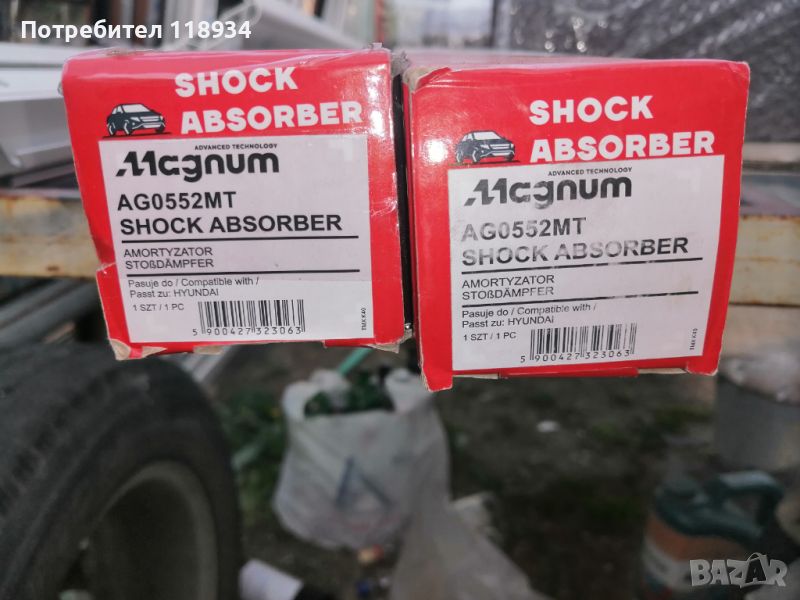 Потребител 118934
SHOCK
ABSORBER
ADVANCED TECHNOLOGY
Magnum
AG0552MT
SHOCK ABSORBER
AMORTYZATOR
STOßDÄMPFER
Pasuje do / Compatible with /
Passt zu: HYUNDAI
1 SZT / 1 PC
5 900427 323063
SHOCK
ABSORBER
ADVANCED TECHNOLOGY
Magnum
AG0552MT
SHOCK ABSORBER
AMORTYZATOR
STOßDÄMPFER
Pasuje do / Compatible with /
Passt zu: HYUNDAI
1 SZT / 1 PC
5 900427 323063
BAZAR